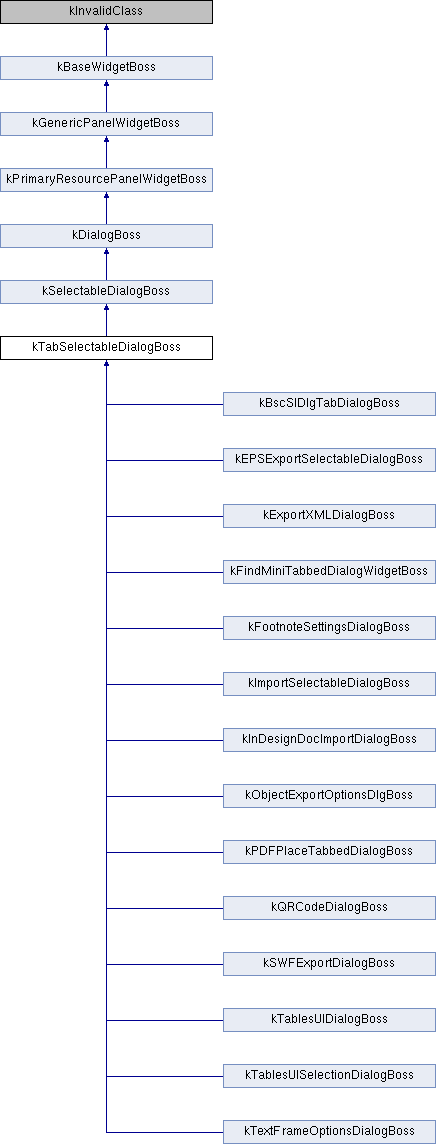 kInvalidClass
kBaseWidgetBoss
kGenericPanelWidgetBoss
kPrimaryResourcePanelWidgetBoss
kDialogBoss
kSelectableDialogBoss
kTabSelectableDialogBoss
kBscSlDlgTabDialogBoss
kEPSExportSelectableDialogBoss
kExportXMLDialogBoss
kFindMiniTabbedDialogWidgetBoss
kFootnoteSettingsDialogBoss
kImportSelectableDialogBoss
kInDesignDocImportDialogBoss
kObjectExportOptionsDlgBoss
kPDFPlaceTabbedDialogBoss
kQRCodeDialogBoss
kSWFExportDialogBoss
kTablesUIDialogBoss
kTablesUISelectionDialogBoss
kTextFrameOptionsDialogBoss